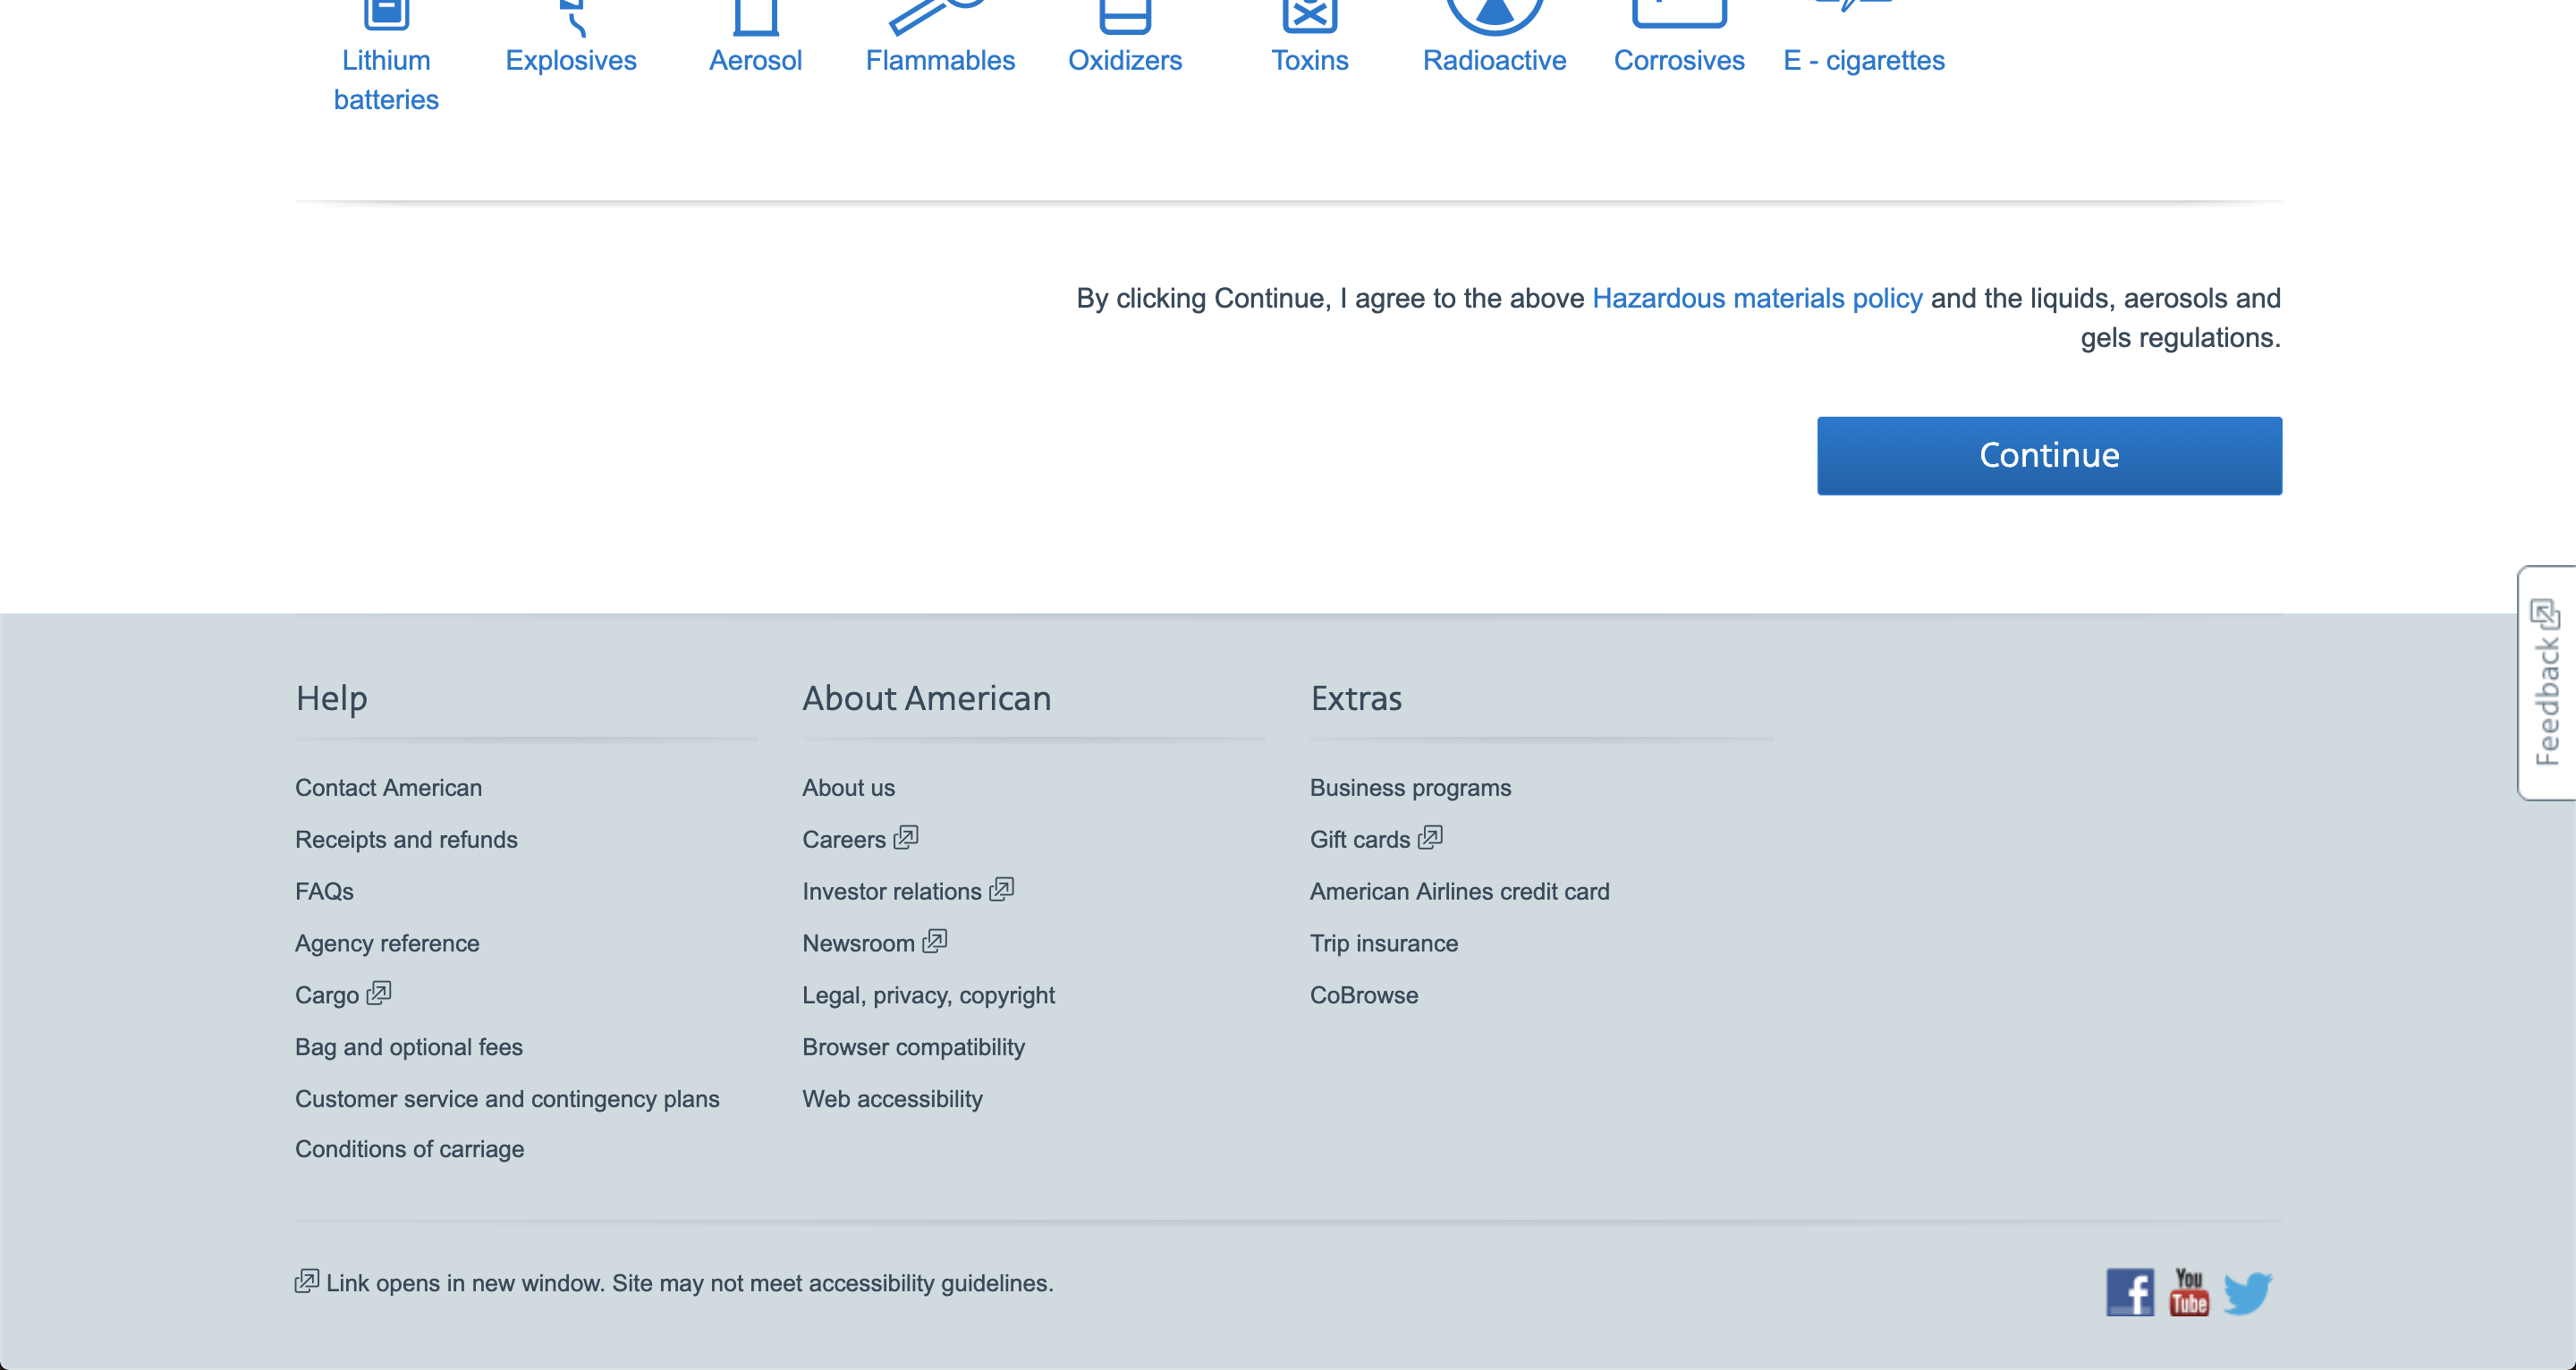 Lithium
batteries
Explosives
Aerosol
Flammables
Oxidizers
Toxins
Radioactive
Corrosives
E - cigarettes
By clicking Continue, I agree to the above Hazardous materials policy and the liquids, aerosols and
gels regulations.
Continue
Feedback
Help
Contact American
Receipts and refunds
FAQs
Agency reference
Cargo
Bag and optional fees
Customer service and contingency plans
Conditions of carriage
About American
About us
Careers
Investor relations
Newsroom
Legal, privacy, copyright
Browser compatibility
Web accessibility
Extras
Business programs
Gift cards
American Airlines credit card
Trip insurance
CoBrowse
Link opens in new window. Site may not meet accessibility guidelines.
f
You
Tube